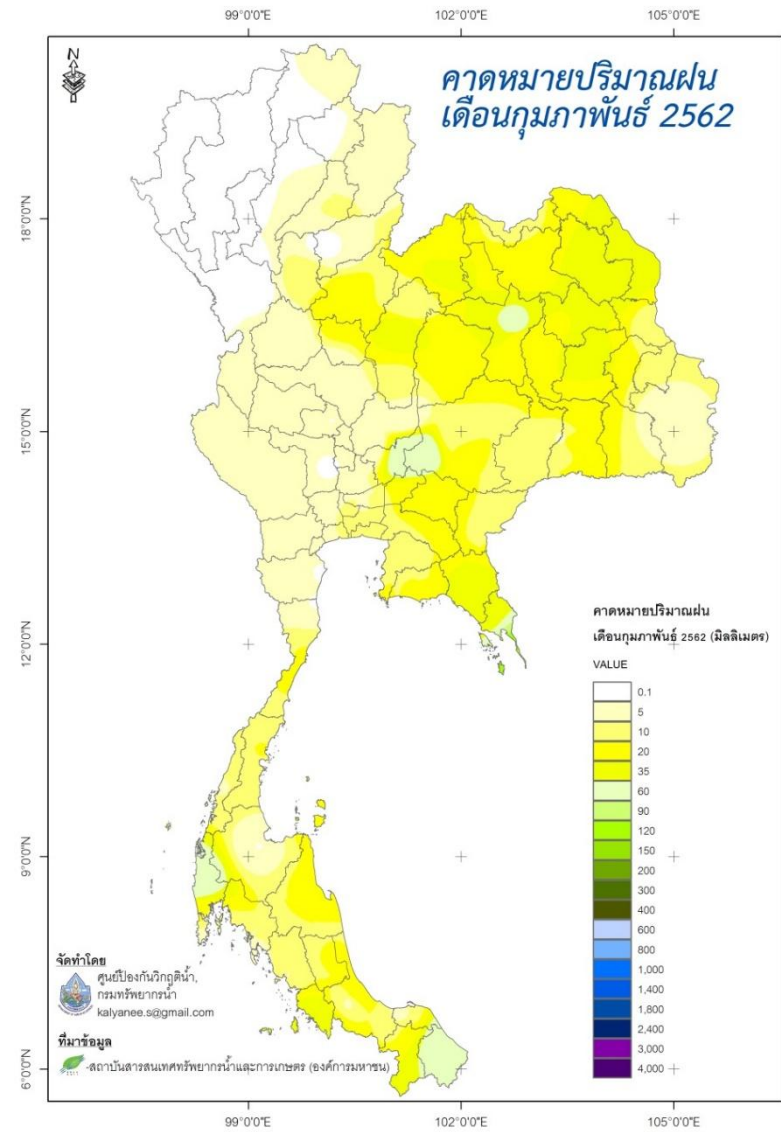 99°0'0"E
102°0'0"E
105°0'0"E
N
คาดหมายปริมาณฝน
เดือนกุมภาพันธ์ 2562
18°0'0"N
15°0'0"N
12°0'0"N
9°0'0"N
6°0'0"N
คาดหมายปริมาณฝน
เดือนกุมภาพันธ์ 2562 (มิลลิเมตร)
VALUE
0.1
5
10
20
35
60
90
120
150
200
300
400
600
800
1,000
1,400
1,800
2,400
3,000
4,000
จัดทำโดย
ศูนย์ป้องกันวิกฤติน้ำ,
กรมทรัพยากรน้ำ
kalyanee.s@gmail.com
ที่มาข้อมูล
-สถาบันสารสนเทศทรัพยากรน้ำและการเกษตร (องค์การมหาชน)
99°0'0"E
102°0'0"E
105°0'0"E